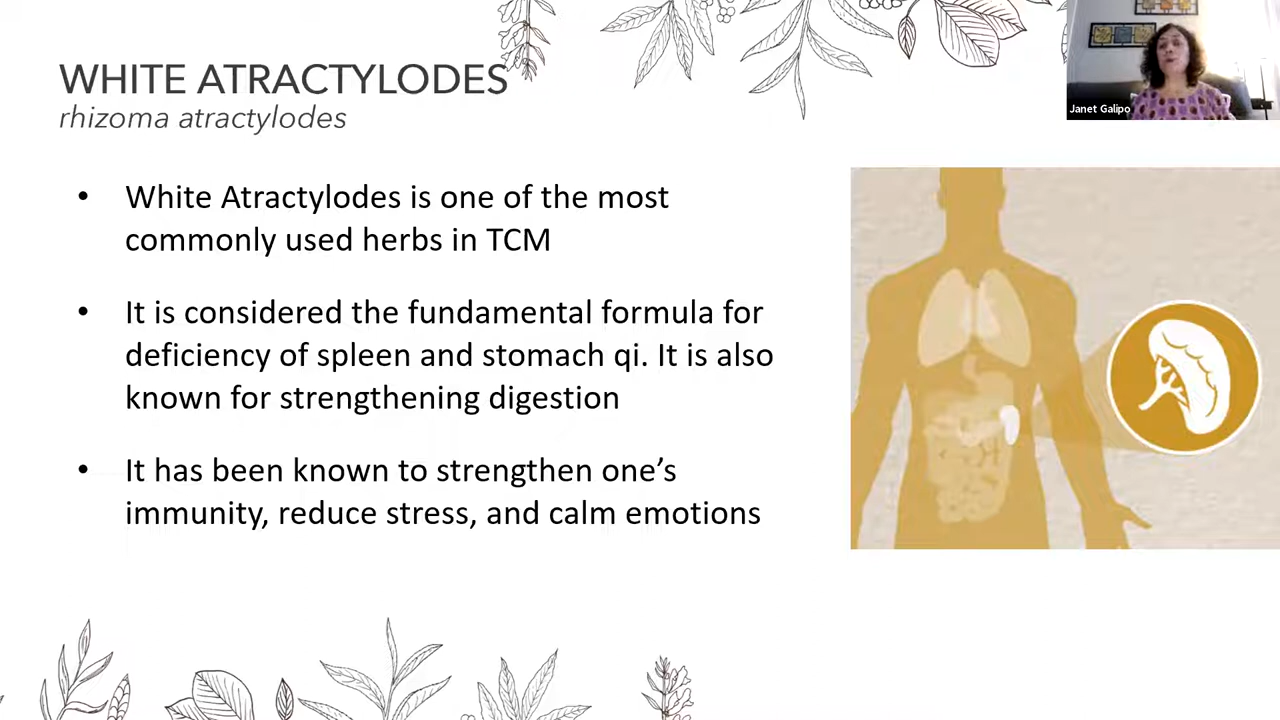 WHITE ATRACTYLODES
rhizoma atractylodes
Janet Galipo
• White Atractylodes is one of the most
commonly used herbs in TCM
• It is considered the fundamental formula for
deficiency of spleen and stomach qi. It is also
known for strengthening digestion
• It has been known to strengthen one’s
immunity, reduce stress, and calm emotions